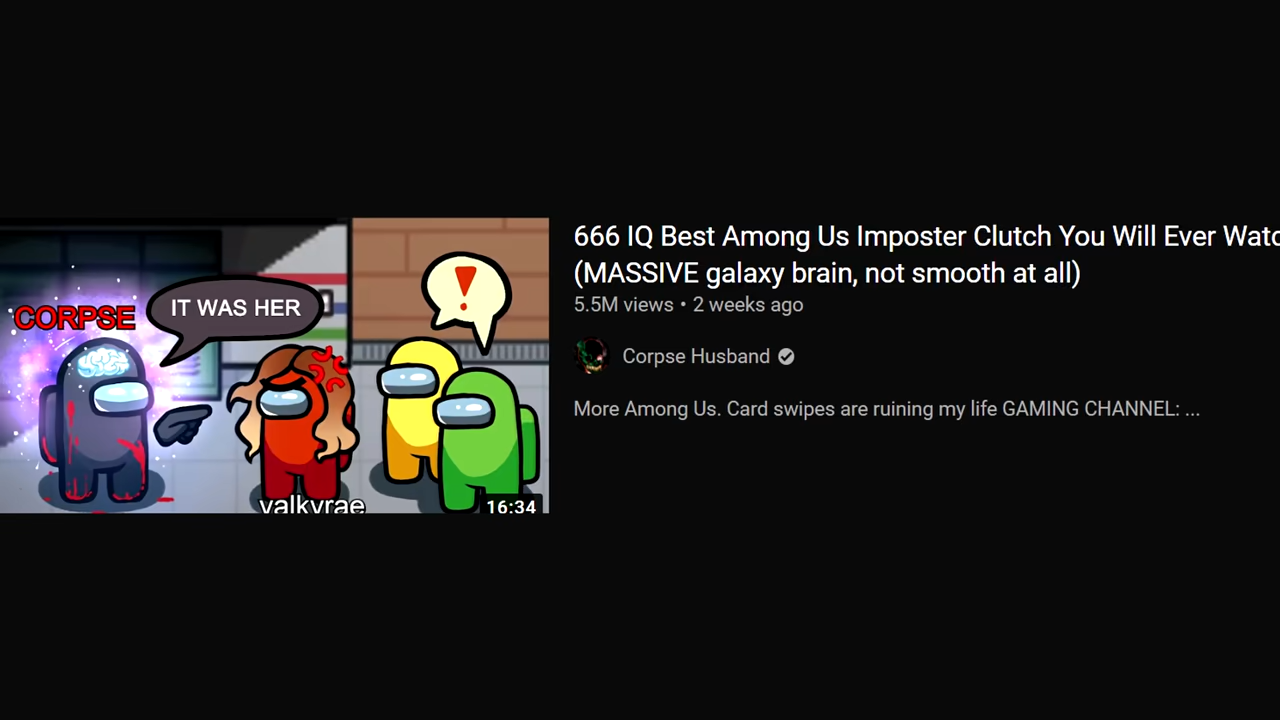 CORPSE
IT WAS HER
!
valkyrae
16:34
666 IQ Best Among Us Imposter Clutch You Will Ever Watc
(MASSIVE galaxy brain, not smooth at all)
5.5M views • 2 weeks ago
Corpse Husband
More Among Us. Card swipes are ruining my life GAMING CHANNEL: ...